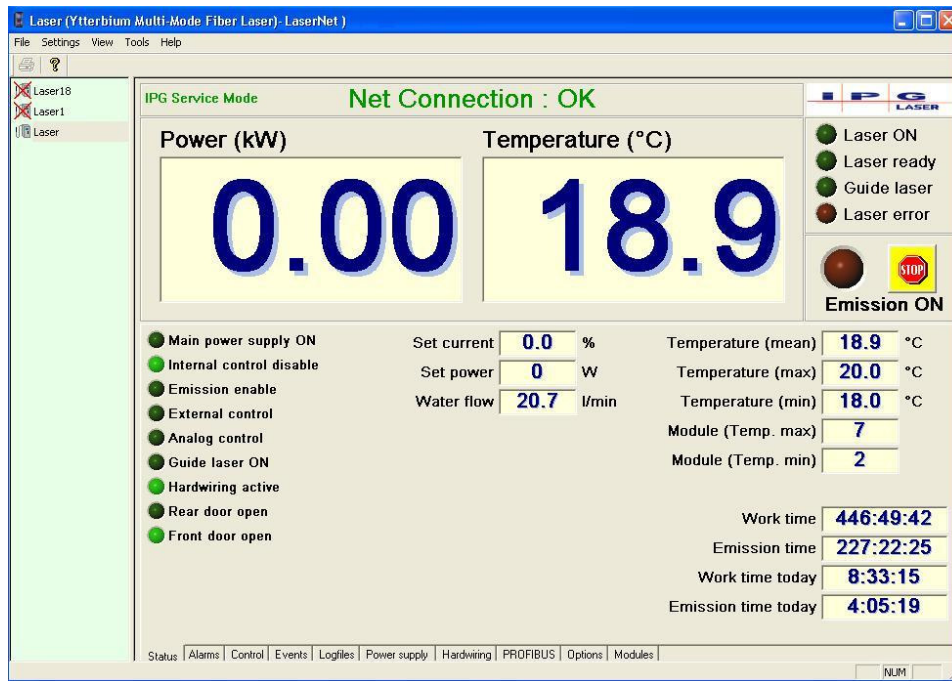 Laser (Ytterbium Multi-Mode Fiber Laser)- LaserNet )
File Settings View Tools Help
Laser18
Laser1
Laser
IPG Service Mode
Net Connection : OK
IPG
LASER
Power (kW)
Temperature (°C)
0.00
18.9
Laser ON
Laser ready
Guide laser
Laser error
STOP
Emission ON
Main power supply ON
Internal control disable
Emission enable
External control
Analog control
Guide laser ON
Hardwiring active
Rear door open
Front door open
Set current 0.0 %
Set power 0 W
Water flow 20.7 l/min
Temperature (mean) 18.9 °C
Temperature (max) 20.0 °C
Temperature (min) 18.0 °C
Module (Temp. max) 7
Module (Temp. min) 2
Work time 446:49:42
Emission time 227:22:25
Work time today 8:33:15
Emission time today 4:05:19
Status Alarms Control Events Logfiles Power supply Hardwiring PROFIBUS Options Modules
NUM